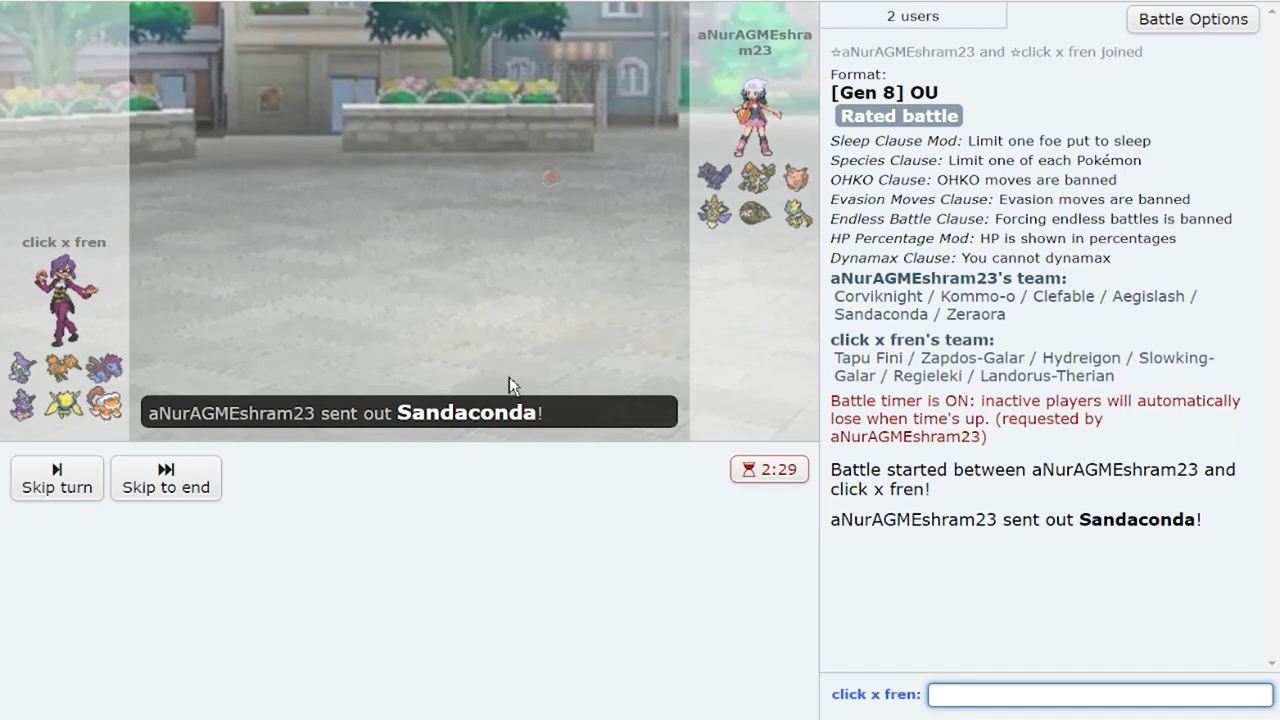 2 users
Battle Options
☆aNurAGMEshram23 and ☆click x fren joined
Format:
[Gen 8] OU
Rated battle
Sleep Clause Mod: Limit one foe put to sleep
Species Clause: Limit one of each Pokémon
OHKO Clause: OHKO moves are banned
Evasion Moves Clause: Evasion moves are banned
Endless Battle Clause: Forcing endless battles is banned
HP Percentage Mod: HP is shown in percentages
Dynamax Clause: You cannot dynamax
aNurAGMEshram23's team:
Corviknight / Kommo-o / Clefable / Aegislash /
Sandaconda / Zeraora
click x fren's team:
Tapu Fini / Zapdos-Galar / Hydreigon / Slowking-
Galar / Regieleki / Landorus-Therian
Battle timer is ON: inactive players will automatically
lose when time's up. (requested by
aNurAGMEshram23)
Battle started between aNurAGMEshram23 and
click x fren!
aNurAGMEshram23 sent out Sandaconda!
click x fren:
aNurAGMEshra
m23
click x fren
aNurAGMEshram23 sent out Sandaconda!
Skip turn
Skip to end
2:29